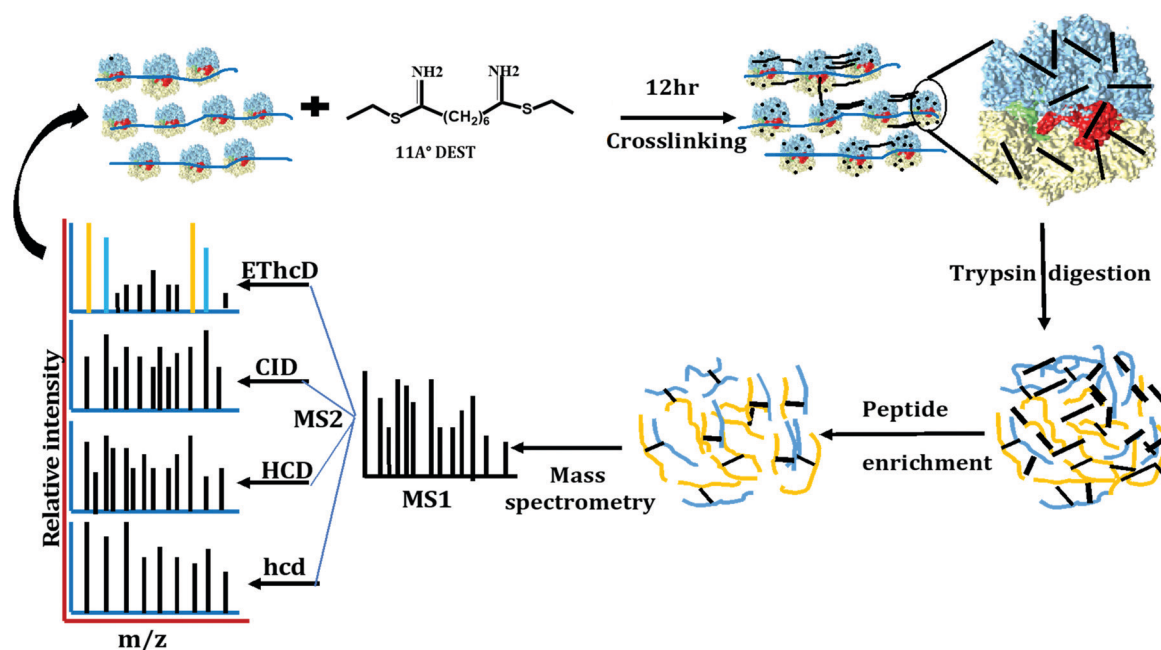 NH2
NH2
S
(CH2)6
S
11A° DEST
12hr
Crosslinking
Trypsin digestion
Peptide
enrichment
Mass
spectrometry
MS1
MS2
EThcD
CID
HCD
hcd
Relative intensity
m/z